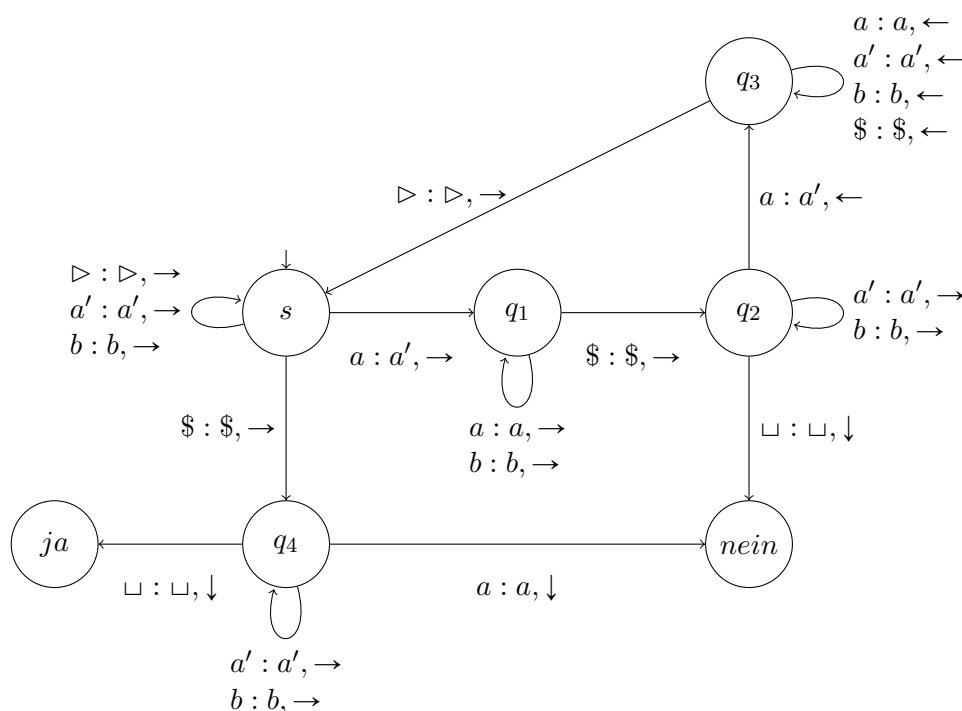 a : a, ←
a′ : a′, ←
b : b, ←
$ : $, ←
q₃
▷ : ▷, →
a : a′, ←
▷ : ▷, →
a′ : a′, →
b : b, →
s
a : a′, →
q₁
$ : $, →
q₂
a′ : a′, →
b : b, →
a : a, →
b : b, →
$ : $, →
⊔ : ⊔, ↓
ja
⊔ : ⊔, ↓
q₄
a : a, ↓
nein
a′ : a′, →
b : b, →